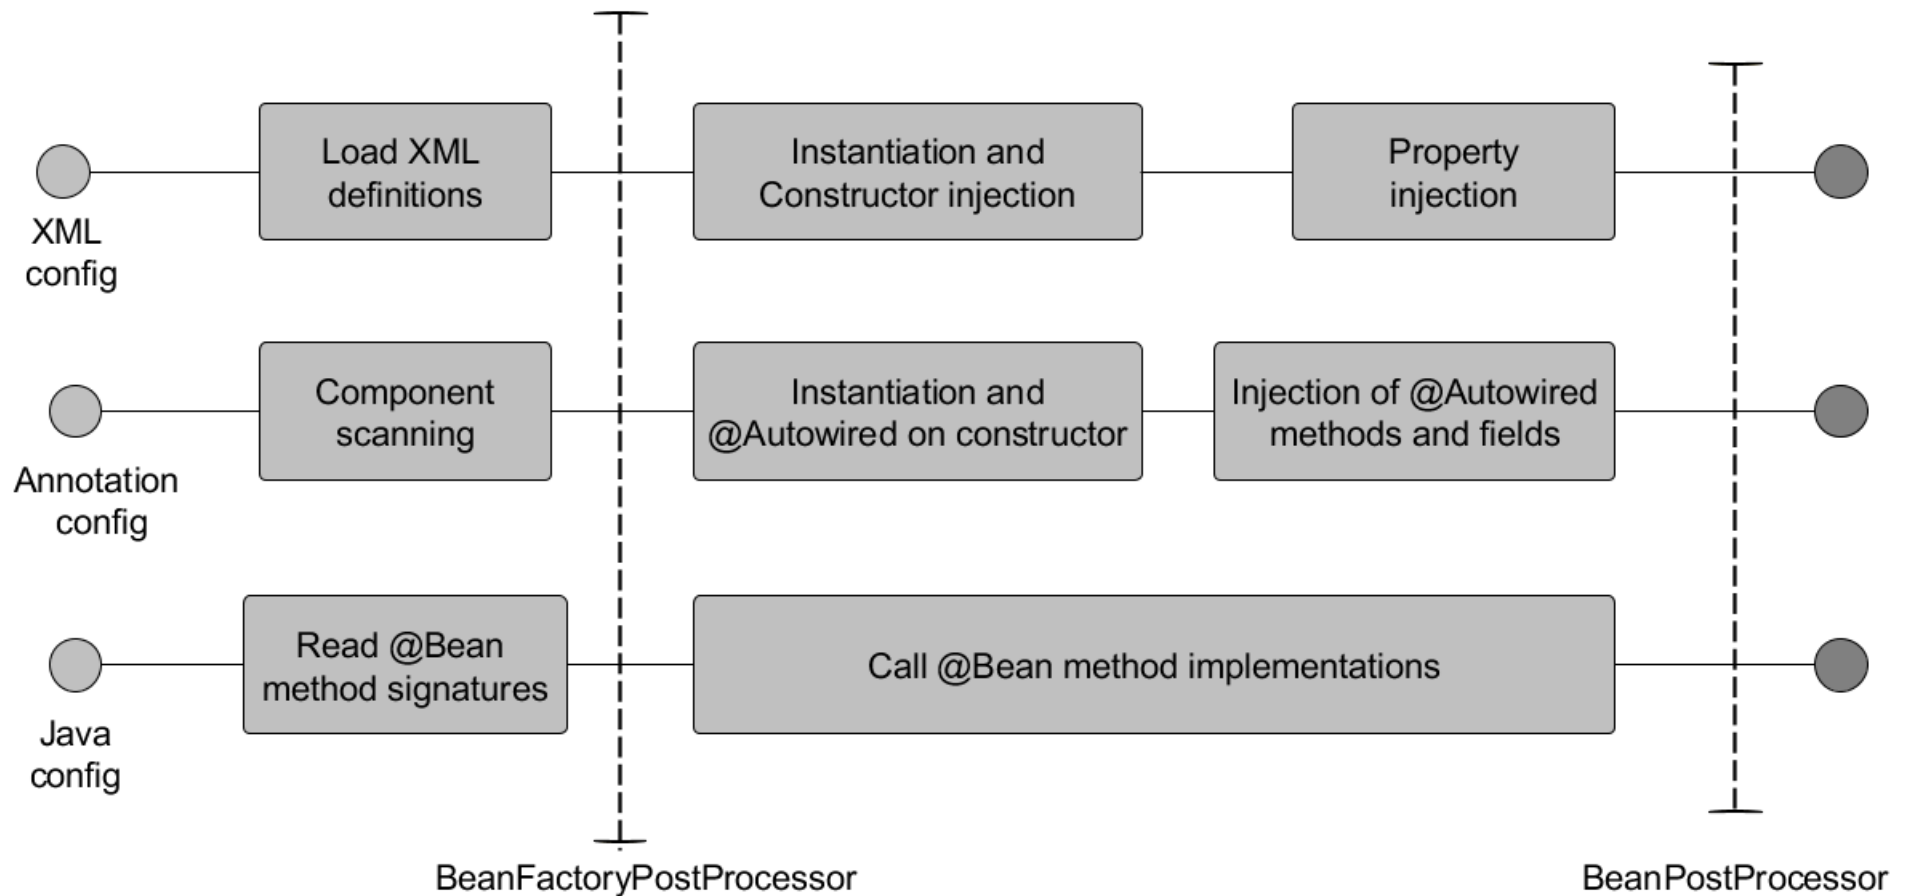 Load XML
definitions
Instantiation and
Constructor injection
Property
injection
XML
config
Component
scanning
Instantiation and
@Autowired on constructor
Injection of @Autowired
methods and fields
Annotation
config
Read @Bean
method signatures
Call @Bean method implementations
Java
config
BeanFactoryPostProcessor
BeanPostProcessor